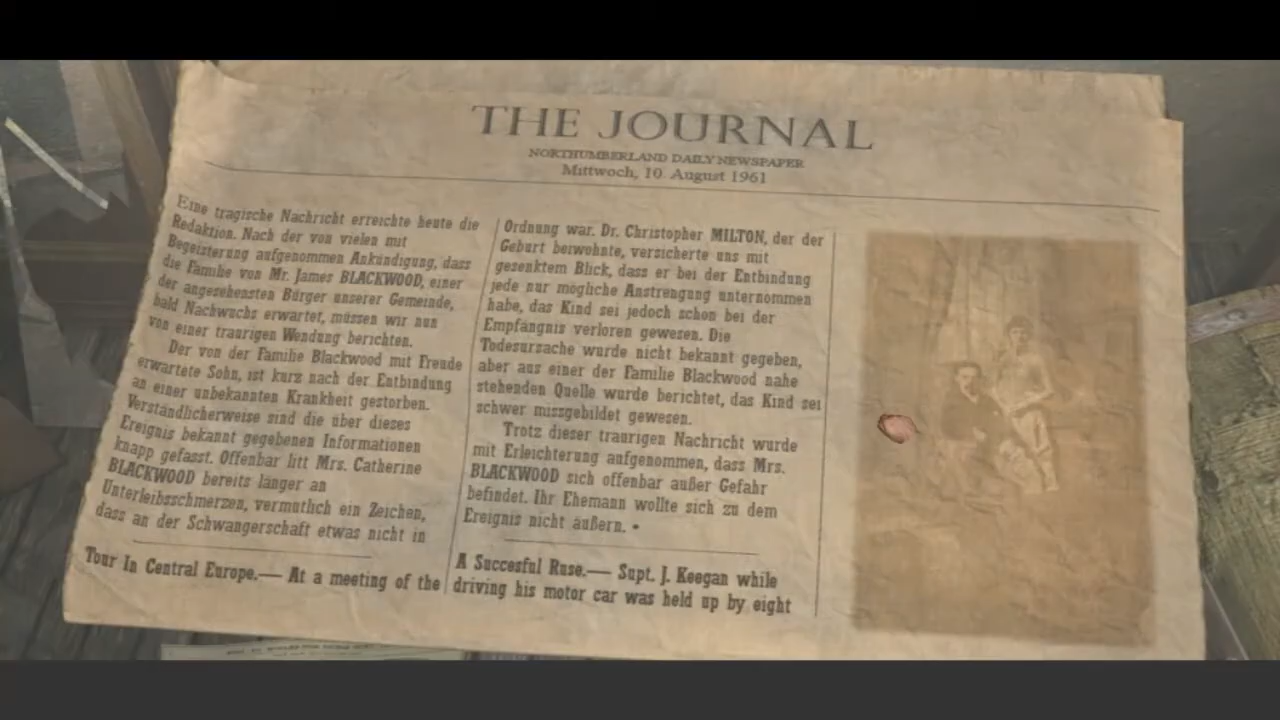 THE JOURNAL
NORTHUMBERLAND DAILY NEWSPAPER
Mittwoch, 10. August 1961
Eine tragische Nachricht erreichte heute die
Redaktion. Nach der von vielen mit
Begeisterung aufgenommen Ankündigung, dass
die Familie von Mr. James BLACKWOOD, einer
der angesehensten Bürger unserer Gemeinde,
bald Nachwuchs erwartet, müssen wir nun
von einer traurigen Wendung berichten.
Der von der Familie Blackwood mit Freude
erwartete Sohn, ist kurz nach der Entbindung
an einer unbekannten Krankheit gestorben.
Verständlicherweise sind die über dieses
Ereignis bekannt gegebenen Informationen
knapp gefasst. Offenbar litt Mrs. Catherine
BLACKWOOD bereits länger an
Unterleibsschmerzen, vermutlich ein Zeichen,
dass an der Schwangerschaft etwas nicht in
Tour In Central Europe.— At a meeting of the
Ordnung war. Dr. Christopher MILTON, der der
Geburt beiwohnte, versicherte uns mit
gesenktem Blick, dass er bei der Entbindung
jede nur mögliche Anstrengung unternommen
habe, das Kind sei jedoch schon bei der
Empfängnis verloren gewesen. Die
Todesursache wurde nicht bekannt gegeben,
aber aus einer der Familie Blackwood nahe
stehenden Quelle wurde berichtet, das Kind sei
schwer missgebildet gewesen.
Trotz dieser traurigen Nachricht wurde
mit Erleichterung aufgenommen, dass Mrs.
BLACKWOOD sich offenbar außer Gefahr
befindet. Ihr Ehemann wollte sich zu dem
Ereignis nicht äußern. •
A Succesful Ruse.— Supt. J. Keegan while
driving his motor car was held up by eight